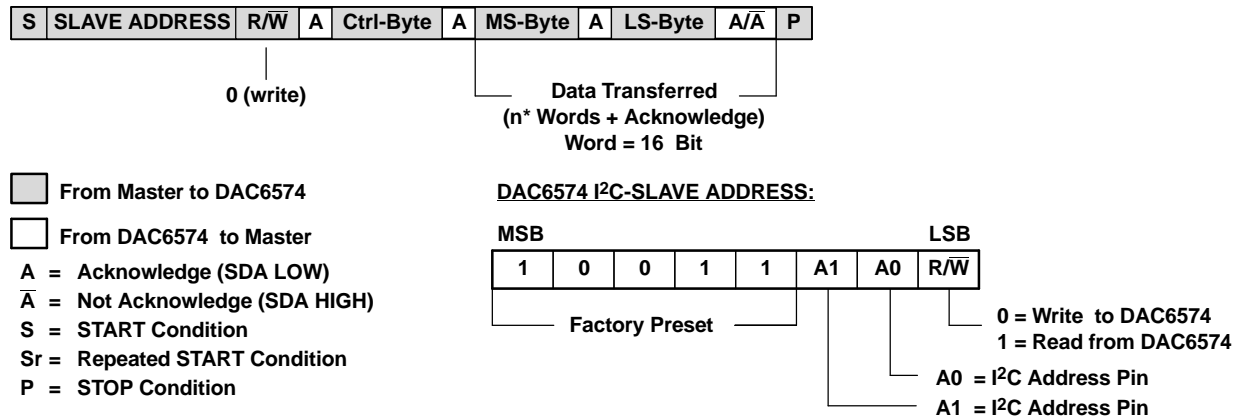 S SLAVE ADDRESS R/W̅ A Ctrl-Byte A MS-Byte A LS-Byte A/A̅ P
0 (write)
Data Transferred
(n* Words + Acknowledge)
Word = 16 Bit
From Master to DAC6574
From DAC6574 to Master
A = Acknowledge (SDA LOW)
A̅ = Not Acknowledge (SDA HIGH)
S = START Condition
Sr = Repeated START Condition
P = STOP Condition
DAC6574 I²C-SLAVE ADDRESS:
MSB LSB
1 0 0 1 1 A1 A0 R/W̅
Factory Preset
0 = Write to DAC6574
1 = Read from DAC6574
A0 = I²C Address Pin
A1 = I²C Address Pin